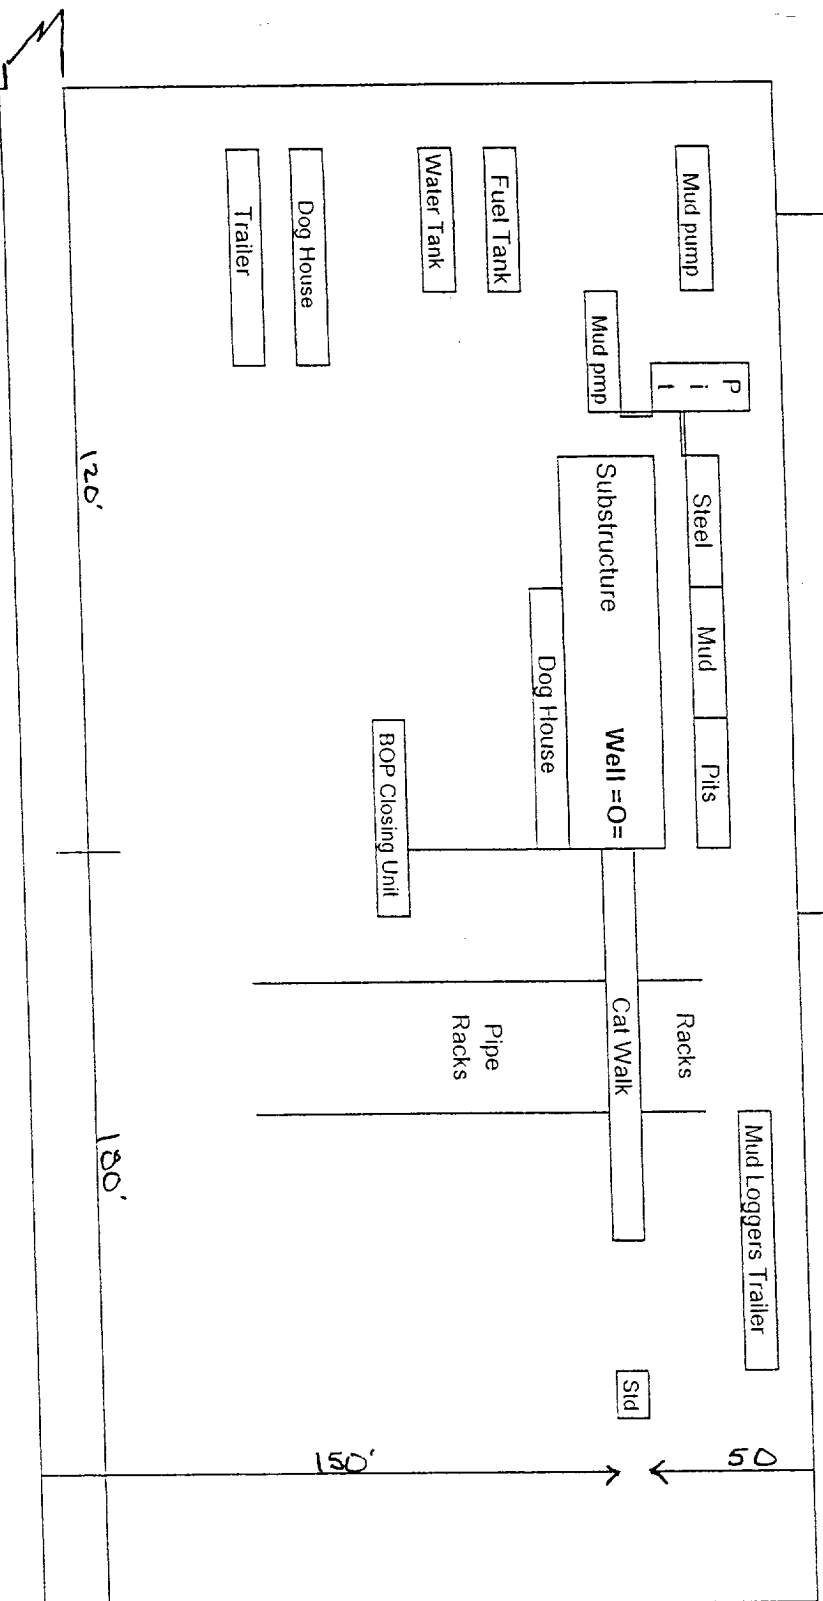 Mud pump
Fuel Tank
Water Tank
Dog House
Trailer
Mud pmp
P
i
t
Steel
Mud
Pits
Substructure
Well =O=
Dog House
BOP Closing Unit
120'
Cat Walk
Racks
Pipe
Racks
Mud Loggers Trailer
180'
Std
150'
50